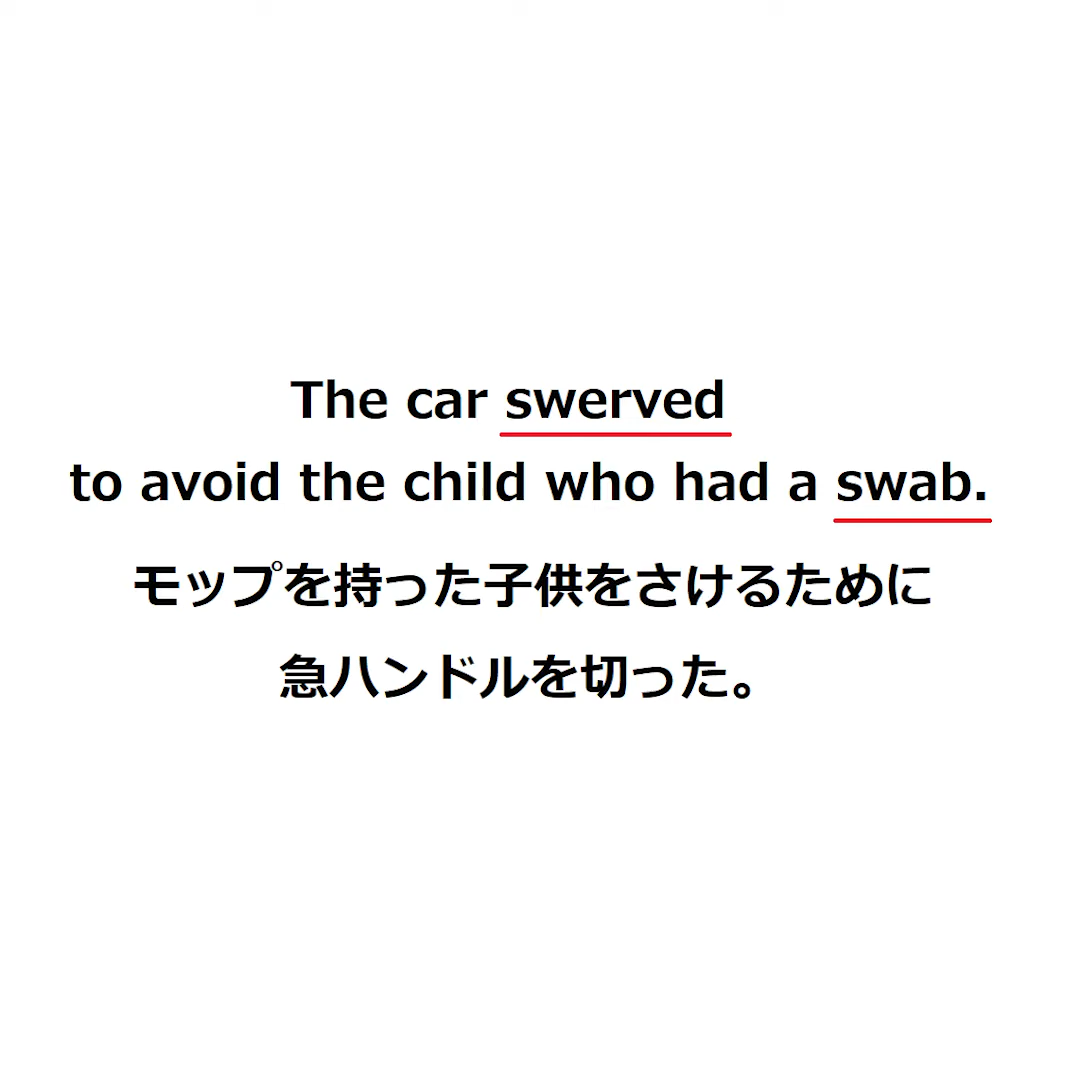 The car swerved
to avoid the child who had a swab.
モップを持った子供をさけるために
急ハンドルを切った。